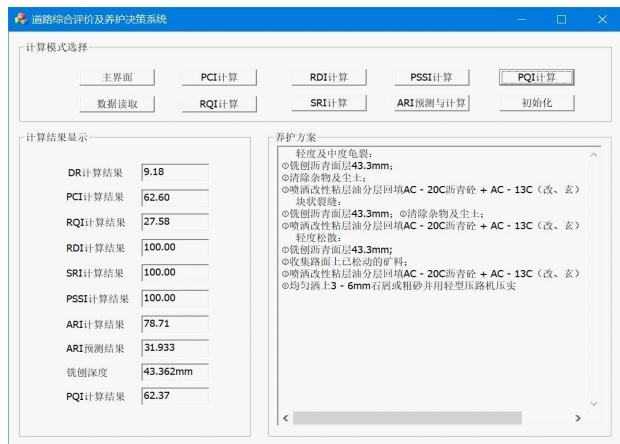 道路综合评价及养护决策系统
计算模式选择
主界面 PCI计算 RDI计算 PSSI计算 PQI计算
数据读取 RQI计算 SRI计算 ARI预测与计算 初始化
计算结果显示
DR计算结果 9.18
PCI计算结果 62.60
RQI计算结果 27.58
RDI计算结果 100.00
SRI计算结果 100.00
PSSI计算结果 100.00
ARI计算结果 78.71
ARI预测结果 31.933
铣刨深度 43.362mm
PQI计算结果 62.37
养护方案
轻度及中度龟裂：
铣刨沥青面层43.3mm；
清除杂物及尘土；
喷洒改性粘层油分层回填AC - 20C沥青砼 + AC - 13C（改、玄）
块状裂缝：
铣刨沥青面层43.3mm；清除杂物及尘土；
喷洒改性粘层油分层回填AC - 20C沥青砼 + AC - 13C（改、玄）
轻度松散：
铣刨沥青面层43.3mm;
收集路面上已松动的矿料；
喷洒改性粘层油分层回填AC - 20C沥青砼 + AC - 13C（改、玄）
均匀洒上3 - 6mm石屑或粗砂并用轻型压路机压实